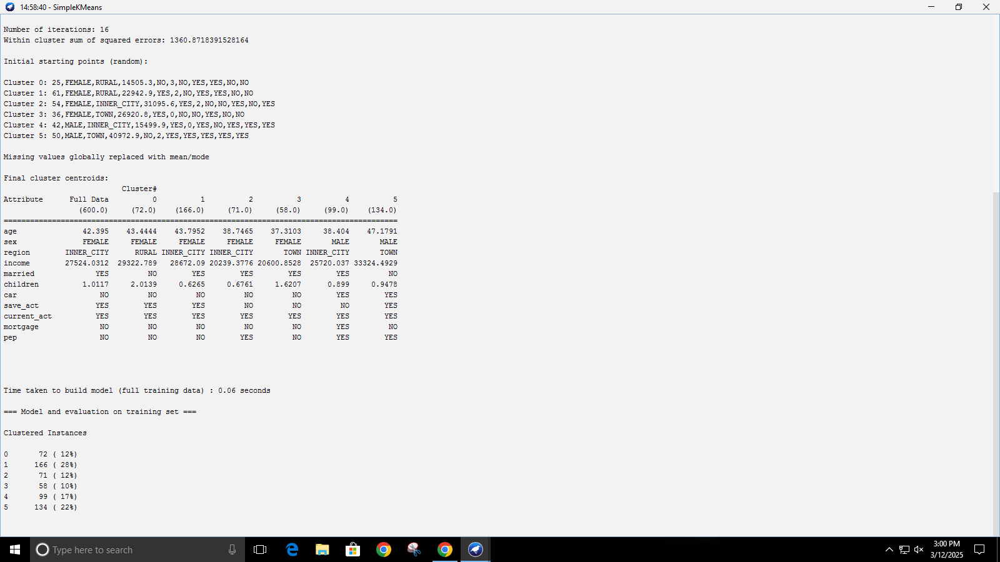 14:58:40 - SimpleKMeans
Number of iterations: 16
Within cluster sum of squared errors: 1360.8718391528164
Initial starting points (random):
Cluster 0: 25,FEMALE,RURAL,14505.3,NO,3,NO,YES,YES,NO,NO
Cluster 1: 61,FEMALE,RURAL,22942.9,YES,2,NO,YES,YES,NO,NO
Cluster 2: 54,FEMALE,INNER_CITY,31095.6,YES,2,NO,NO,YES,NO,YES
Cluster 3: 36,FEMALE,TOWN,26920.8,YES,0,NO,NO,YES,NO,NO
Cluster 4: 42,MALE,INNER_CITY,15499.9,YES,0,YES,NO,YES,YES,YES
Cluster 5: 50,MALE,TOWN,40972.9,NO,2,YES,YES,YES,YES,YES
Missing values globally replaced with mean/mode
Final cluster centroids:
Cluster#
Attribute Full Data 0 1 2 3 4 5
(600.0) (72.0) (166.0) (71.0) (58.0) (99.0) (134.0)
==========================================================================================
age 42.395 43.4444 43.7952 38.7465 37.3103 38.404 47.1791
sex FEMALE FEMALE FEMALE FEMALE FEMALE MALE MALE
region INNER_CITY RURAL INNER_CITY INNER_CITY TOWN INNER_CITY TOWN
income 27524.0312 29322.789 28672.09 20239.3776 20600.8528 25720.037 33324.4929
married YES NO YES YES YES YES NO
children 1.0117 2.0139 0.6265 0.6761 1.6207 0.899 0.9478
car NO NO NO NO NO YES YES
save_act YES YES YES NO NO NO YES
current_act YES YES YES YES YES YES YES
mortgage NO NO NO NO NO YES NO
pep NO NO NO YES NO YES YES
Time taken to build model (full training data) : 0.06 seconds
=== Model and evaluation on training set ===
Clustered Instances
0 72 ( 12%)
1 166 ( 28%)
2 71 ( 12%)
3 58 ( 10%)
4 99 ( 17%)
5 134 ( 22%)
Type here to search
3:00 PM
3/12/2025